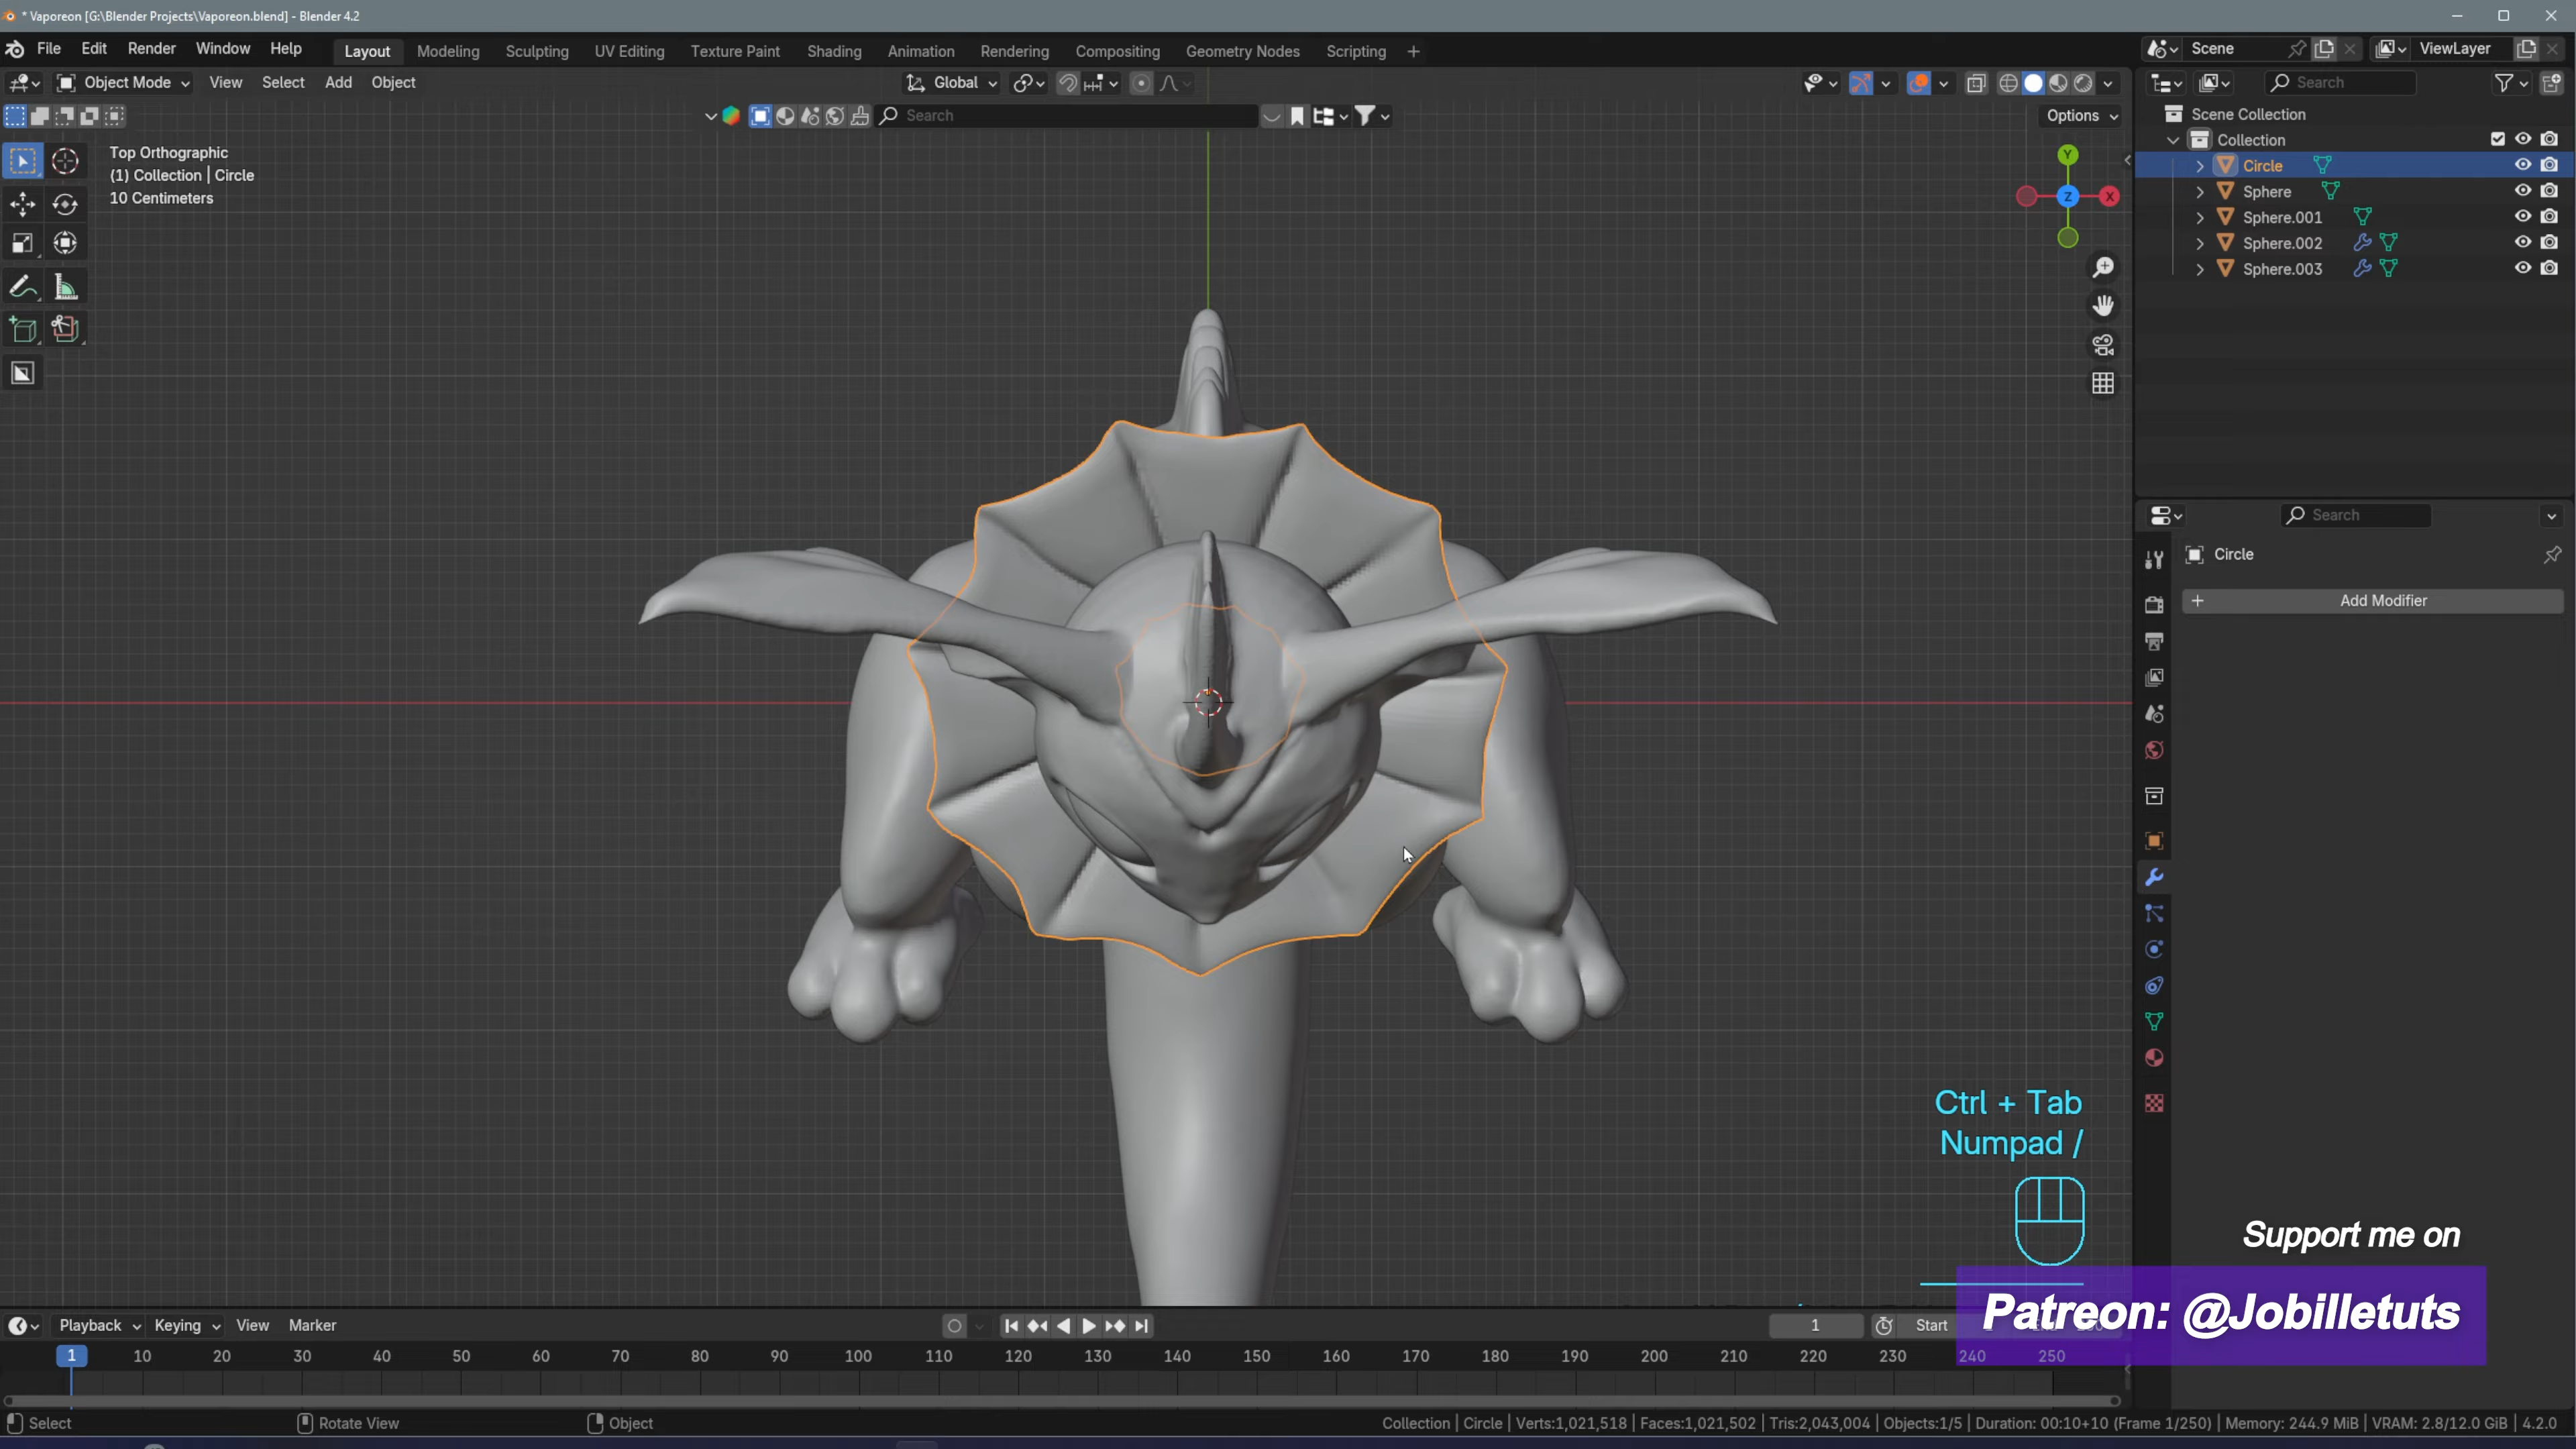 * Vaporeon [G:\Blender Projects\Vaporeon.blend] - Blender 4.2
File Edit Render Window Help Layout Modeling Sculpting UV Editing Texture Paint Shading Animation Rendering Compositing Geometry Nodes Scripting + Scene ViewLayer
Object Mode View Select Add Object Global Search
Search Options
Top Orthographic
(1) Collection | Circle
10 Centimeters
Y
X
Z
Scene Collection
Collection
Circle
Sphere
Sphere.001
Sphere.002
Sphere.003
Search
Circle
+ Add Modifier
Ctrl + Tab
Numpad /
Support me on
Patreon: @Jobilletuts
Playback Keying View Marker 1 Start
1 10 20 30 40 50 60 70 80 90 100 110 120 130 140 150 160 170 180 190 200 210 220 230 240 250
Select Rotate View Object Collection | Circle | Verts:1,021,518 | Faces:1,021,502 | Tris:2,043,004 | Objects:1/5 | Duration: 00:10+10 (Frame 1/250) | Memory: 244.9 MiB | VRAM: 2.8/12.0 GiB | 4.2.0